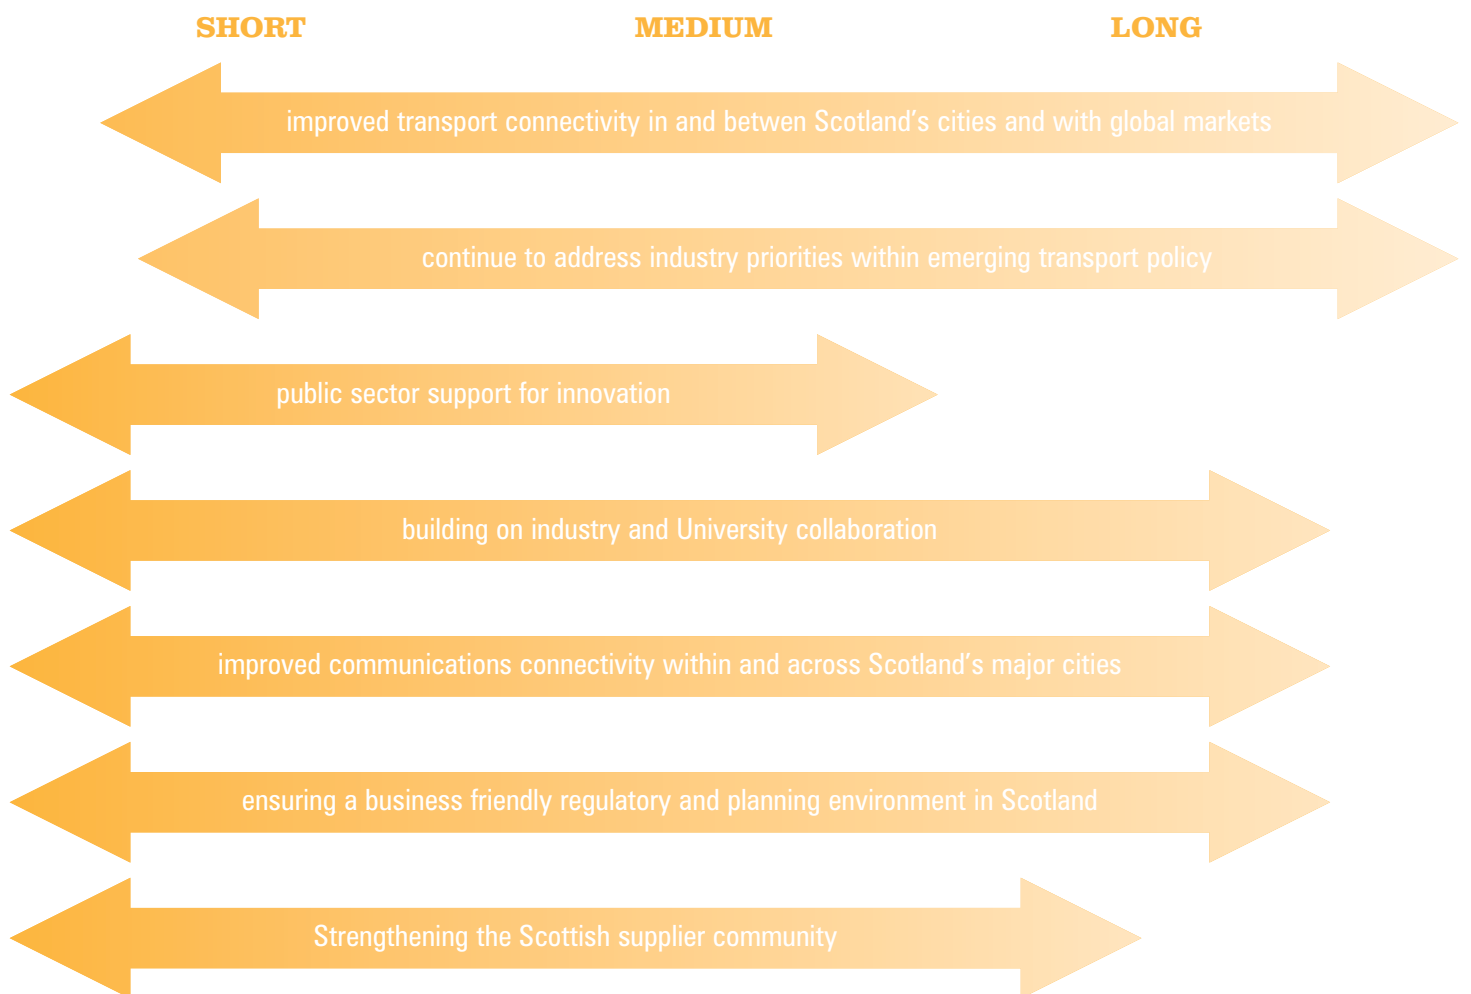 SHORT MEDIUM LONG
improved transport connectivity in and betwen Scotland's cities and with global markets
continue to address industry priorities within emerging transport policy
public sector support for innovation
building on industry and University collaboration
improved communications connectivity within and across Scotland's major cities
ensuring a business friendly regulatory and planning environment in Scotland
Strengthening the Scottish supplier community